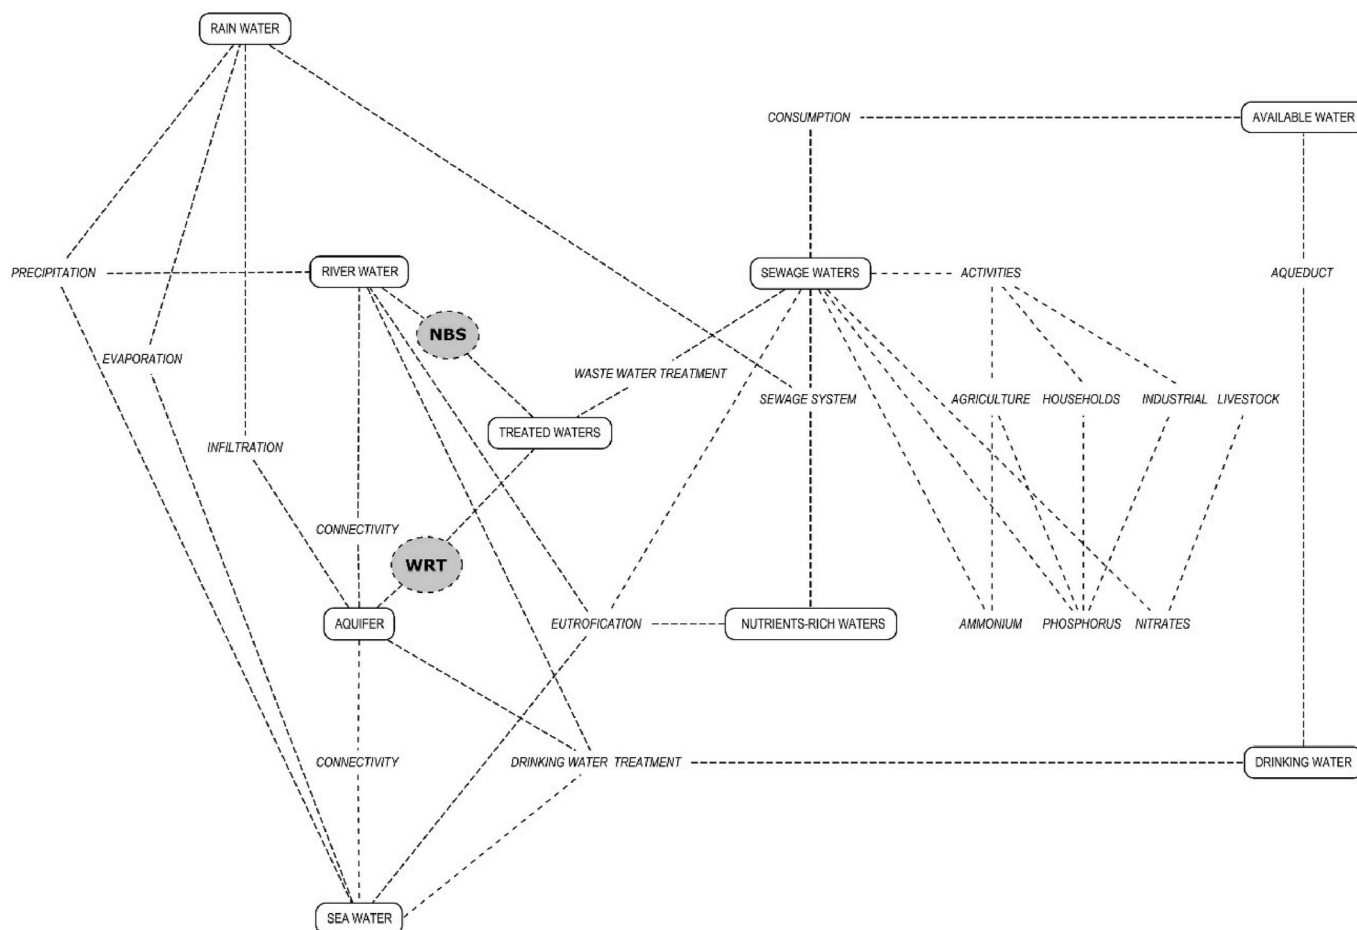 RAIN WATER
CONSUMPTION
AVAILABLE WATER
PRECIPITATION
RIVER WATER
SEWAGE WATERS
ACTIVITIES
AQUEDUCT
NBS
EVAPORATION
WASTE WATER TREATMENT
SEWAGE SYSTEM
AGRICULTURE
HOUSEHOLDS
INDUSTRIAL
LIVESTOCK
TREATED WATERS
INFILTRATION
CONNECTIVITY
WRT
AQUIFER
EUTROFICATION
NUTRIENTS-RICH WATERS
AMMONIUM
PHOSPHORUS
NITRATES
CONNECTIVITY
DRINKING WATER TREATMENT
DRINKING WATER
SEA WATER